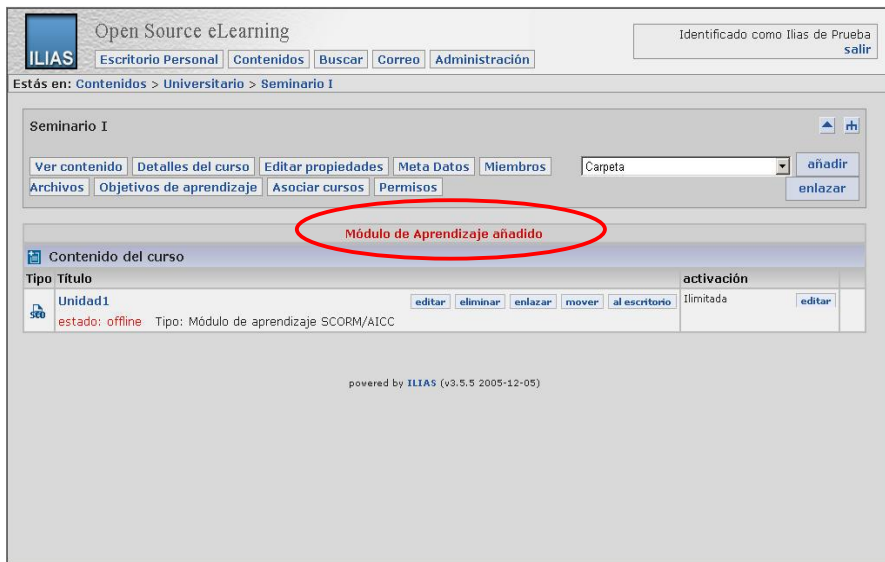 Open Source eLearning
Identificado como Ilias de Prueba
salir
ILIAS
Escritorio Personal Contenidos Buscar Correo Administración
Estás en: Contenidos > Universitario > Seminario I
Seminario I
Ver contenido Detalles del curso Editar propiedades Meta Datos Miembros Carpeta añadir
Archivos Objetivos de aprendizaje Asociar cursos Permisos enlazar
Módulo de Aprendizaje añadido
Contenido del curso
Tipo Título activación
Unidad1 editar eliminar enlazar mover al escritorio Ilimitada editar
estado: offline Tipo: Módulo de aprendizaje SCORM/AICC
powered by ILIAS (v3.5.5 2005-12-05)